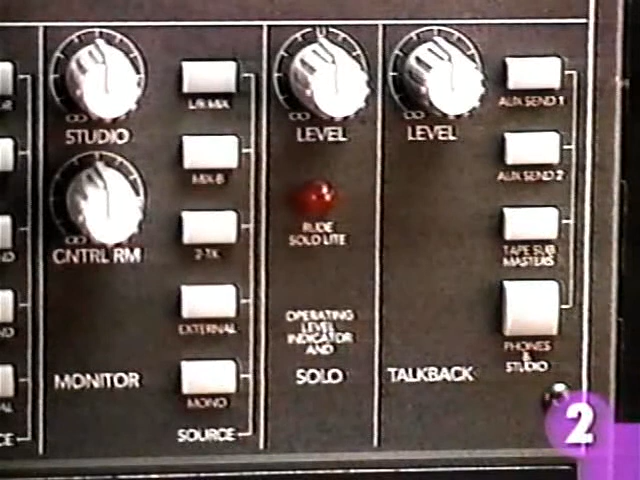 STUDIO
CNTRL RM
MONITOR
L/R MIX
MIX-B
2-TK
EXTERNAL
MONO
SOURCE
LEVEL
RUDE
SOLO LITE
OPERATING
LEVEL
INDICATOR
AND
SOLO
LEVEL
TALKBACK
AUX SEND 1
AUX SEND 2
TAPE SUB
MASTERS
PHONES
&
STUDIO
2